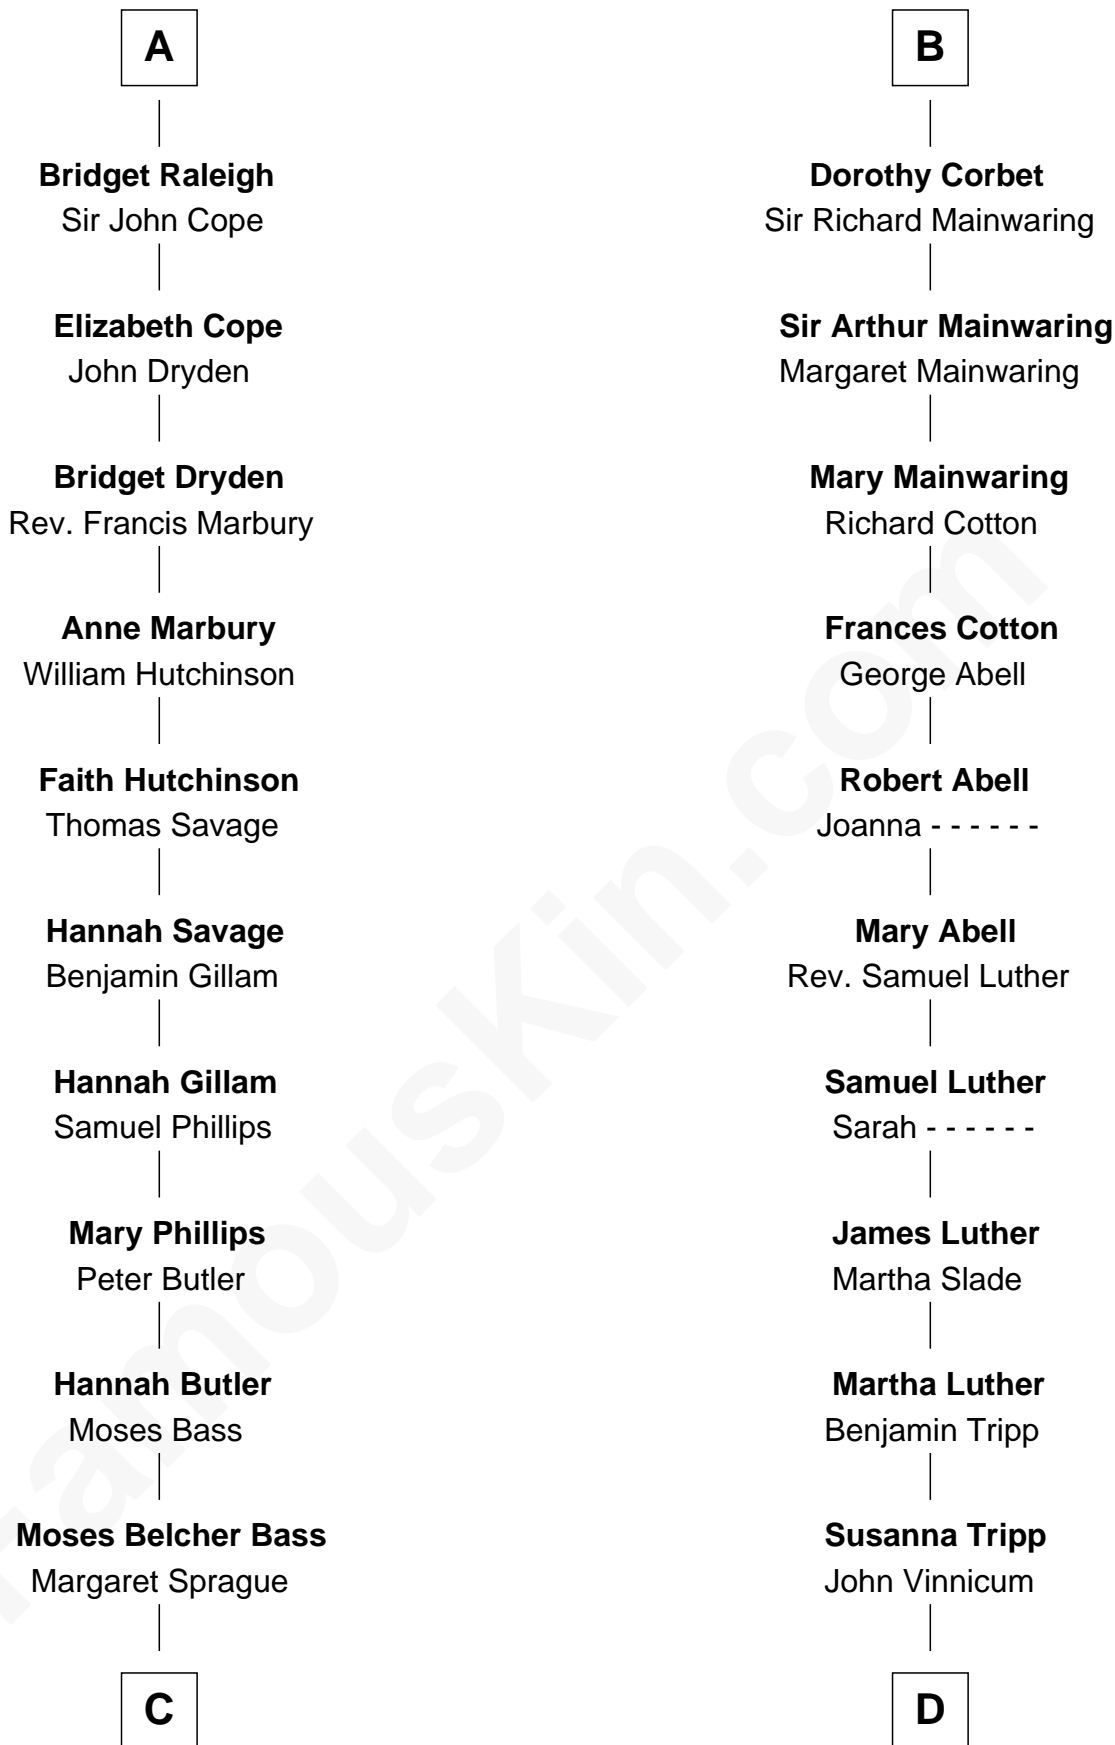 A
Bridget Raleigh
Sir John Cope
Elizabeth Cope
John Dryden
Bridget Dryden
Rev. Francis Marbury
Anne Marbury
William Hutchinson
Faith Hutchinson
Thomas Savage
Hannah Savage
Benjamin Gillam
Hannah Gillam
Samuel Phillips
Mary Phillips
Peter Butler
Hannah Butler
Moses Bass
Moses Belcher Bass
Margaret Sprague
C
B
Dorothy Corbet
Sir Richard Mainwaring
Sir Arthur Mainwaring
Margaret Mainwaring
Mary Mainwaring
Richard Cotton
Frances Cotton
George Abell
Robert Abell
Joanna - - - - - -
Mary Abell
Rev. Samuel Luther
Samuel Luther
Sarah - - - - - -
James Luther
Martha Slade
Martha Luther
Benjamin Tripp
Susanna Tripp
John Vinnicum
D
FamousKin.com